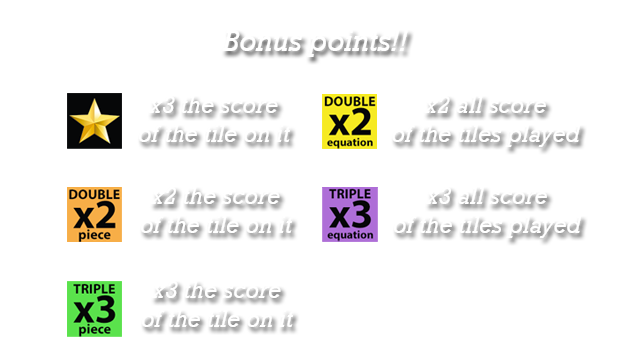 Bonus points!!
x3 the score
of the tile on it
DOUBLE
x2
equation
x2 all score
of the tiles played
DOUBLE
x2
piece
x2 the score
of the tile on it
TRIPLE
x3
equation
x3 all score
of the tiles played
TRIPLE
x3
piece
x3 the score
of the tile on it